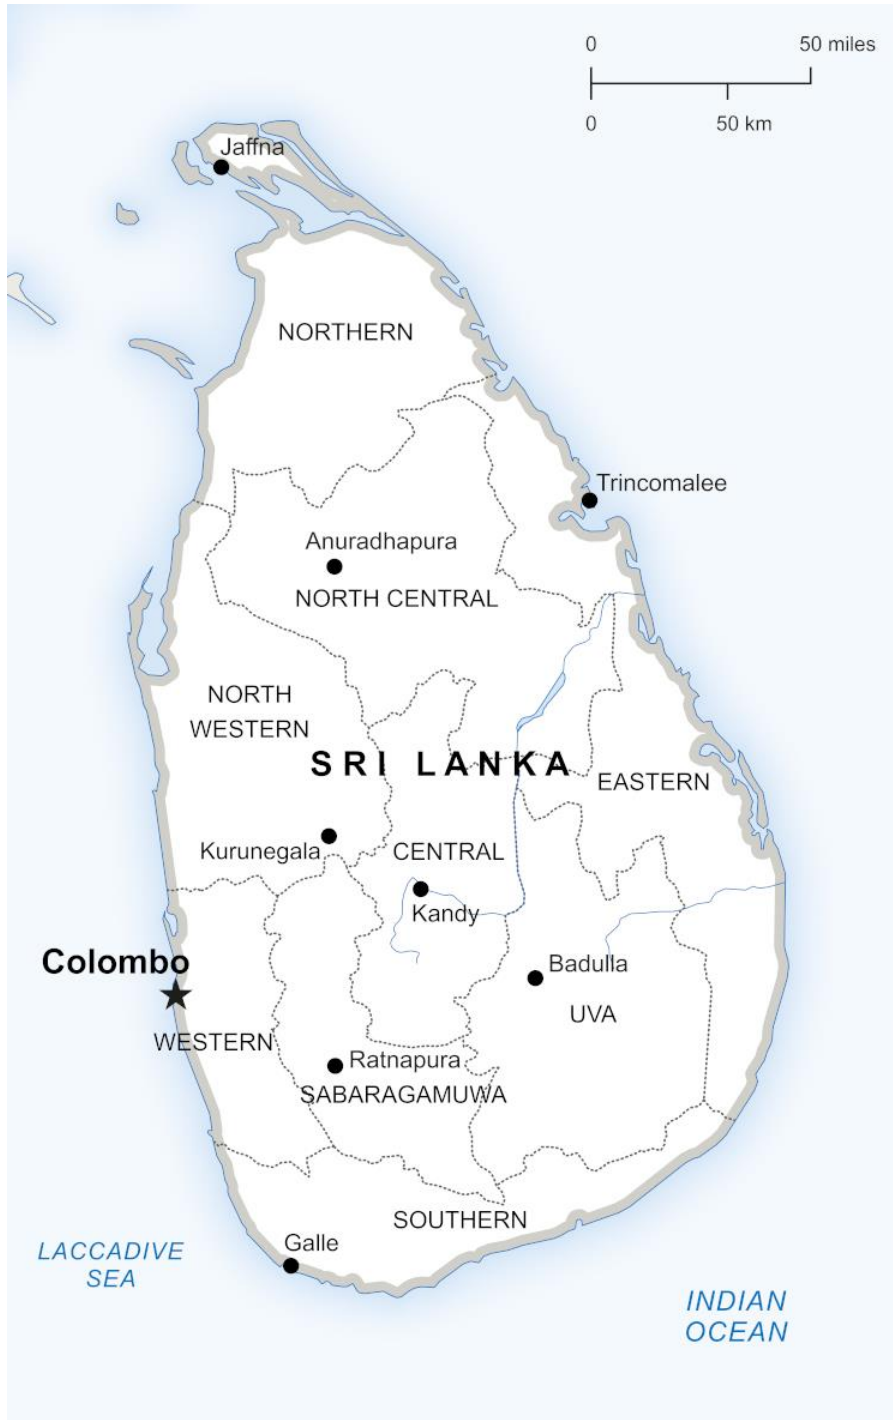 0 50 miles
0 50 km
Jaffna
NORTHERN
Trincomalee
Anuradhapura
NORTH CENTRAL
NORTH
WESTERN
SRI LANKA
EASTERN
Kurunegala
CENTRAL
Kandy
Colombo
Badulla
UVA
WESTERN
Ratnapura
SABARAGAMUWA
SOUTHERN
Galle
LACCADIVE
SEA
INDIAN
OCEAN